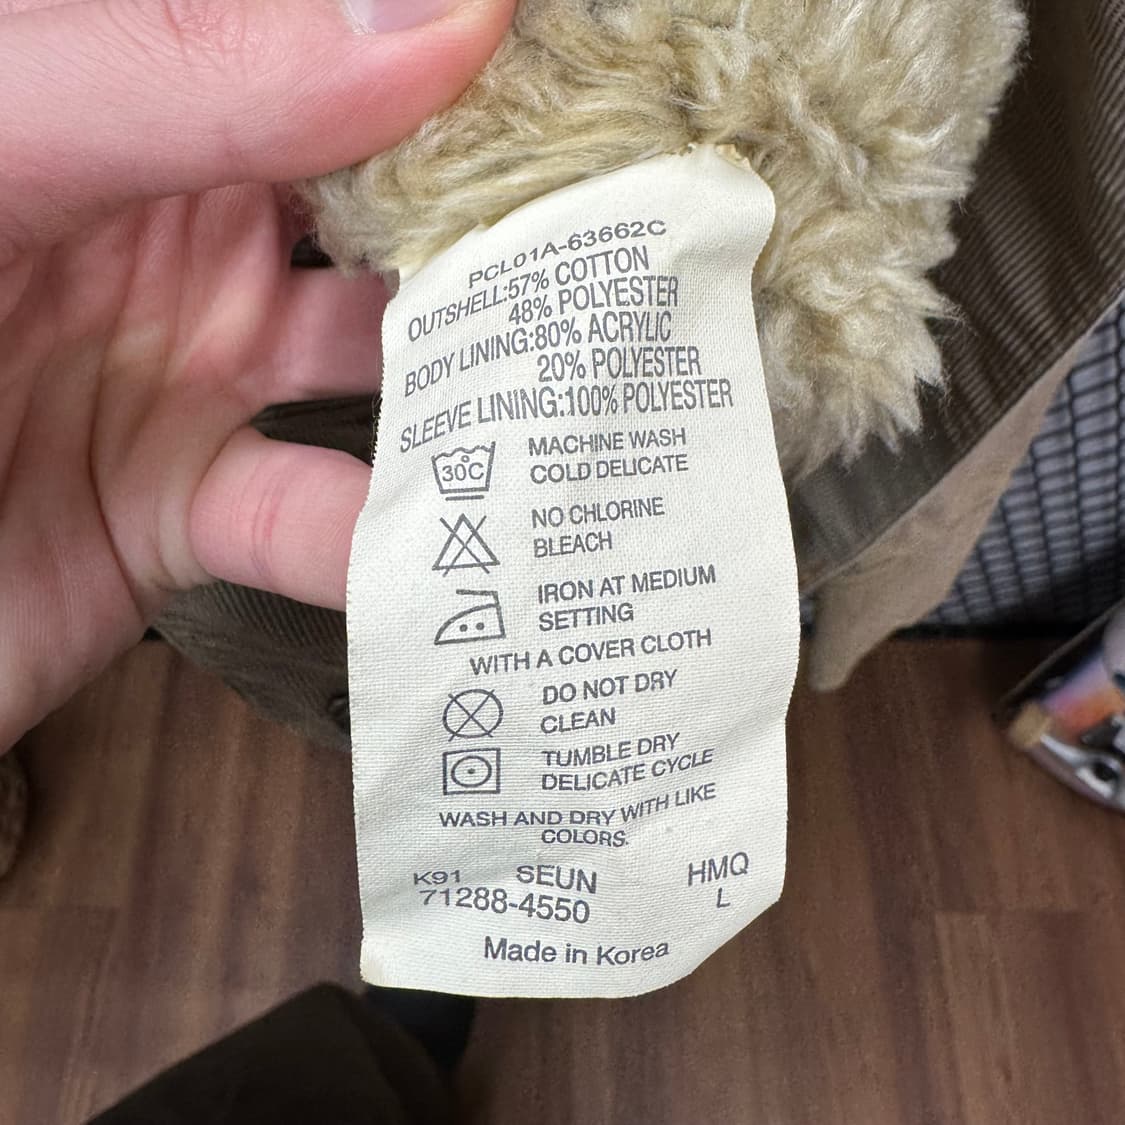 PCL01A-63662C
OUTSHELL:57% COTTON
48% POLYESTER
BODY LINING:80% ACRYLIC
20% POLYESTER
SLEEVE LINING:100% POLYESTER
30°C
MACHINE WASH
COLD DELICATE
NO CHLORINE
BLEACH
IRON AT MEDIUM
SETTING
WITH A COVER CLOTH
DO NOT DRY
CLEAN
TUMBLE DRY
DELICATE CYCLE
WASH AND DRY WITH LIKE
COLORS.
K91 SEUN HMQ
71288-4550 L
Made in Korea